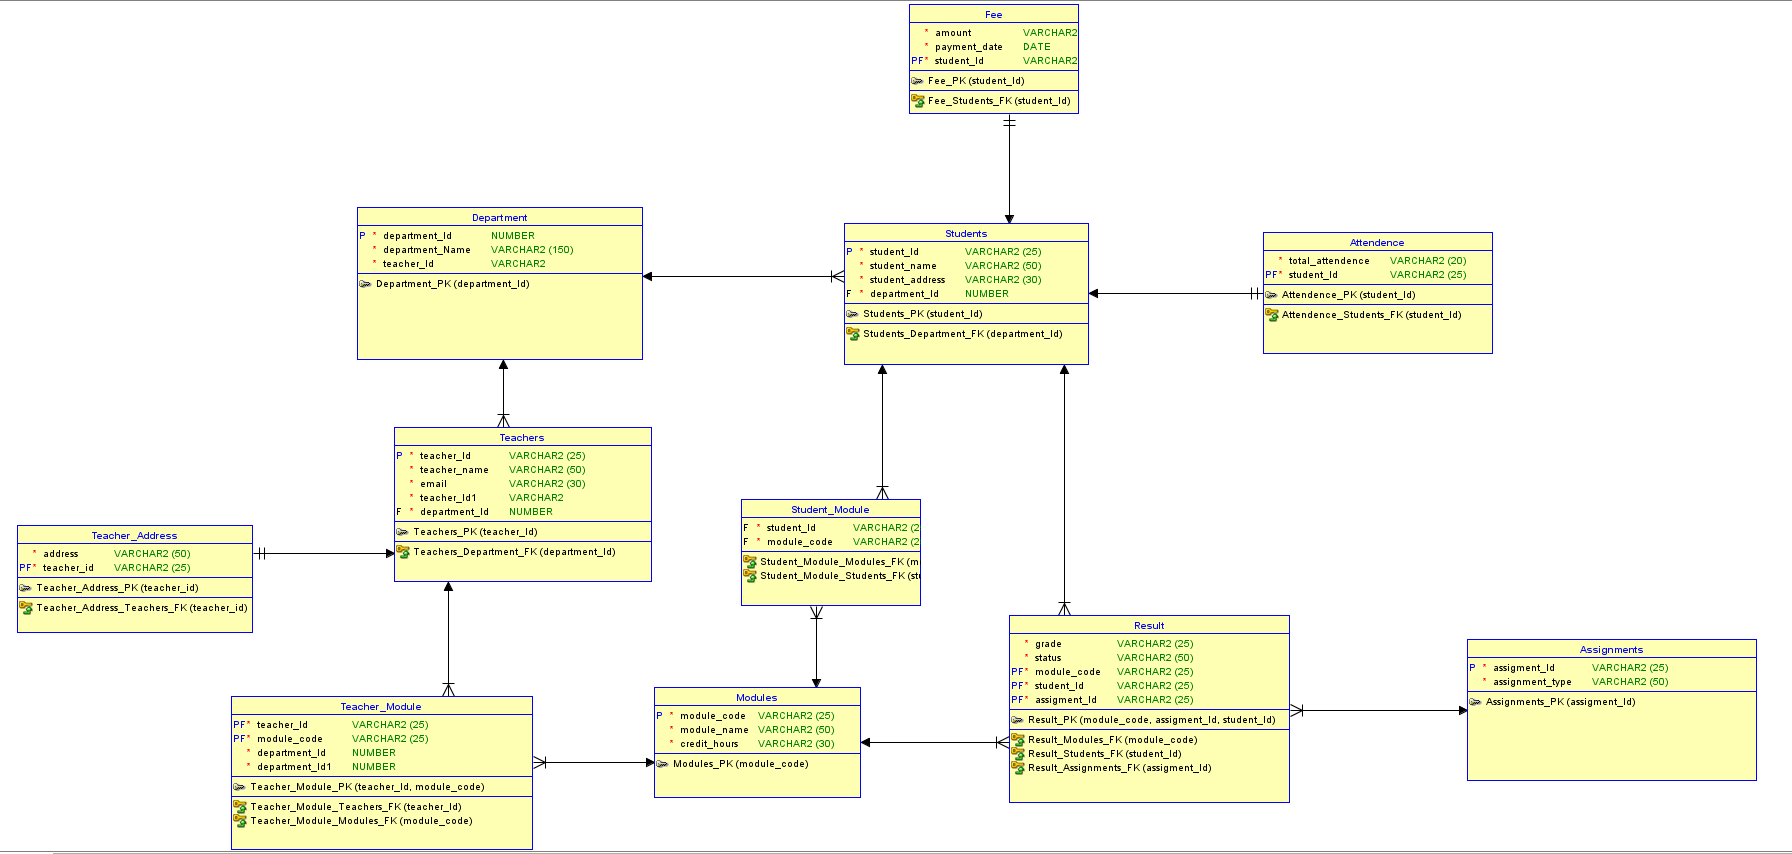 Fee
* amount VARCHAR2
* payment_date DATE
PF* student_Id VARCHAR2
Fee_PK (student_Id)
Fee_Students_FK (student_Id)
Department
P * department_Id NUMBER
* department_Name VARCHAR2 (150)
* teacher_Id VARCHAR2
Department_PK (department_Id)
Students
P * student_Id VARCHAR2 (25)
* student_name VARCHAR2 (50)
* student_address VARCHAR2 (30)
F * department_Id NUMBER
Students_PK (student_Id)
Students_Department_FK (department_Id)
Attendence
* total_attendence VARCHAR2 (20)
PF* student_Id VARCHAR2 (25)
Attendence_PK (student_Id)
Attendence_Students_FK (student_Id)
Teachers
P * teacher_Id VARCHAR2 (25)
* teacher_name VARCHAR2 (50)
* email VARCHAR2 (30)
* teacher_Id1 VARCHAR2
F * department_Id NUMBER
Teachers_PK (teacher_Id)
Teachers_Department_FK (department_Id)
Teacher_Address
* address VARCHAR2 (50)
PF* teacher_id VARCHAR2 (25)
Teacher_Address_PK (teacher_id)
Teacher_Address_Teachers_FK (teacher_id)
Student_Module
F * student_Id VARCHAR2 (2
F * module_code VARCHAR2 (2
Student_Module_Modules_FK (m
Student_Module_Students_FK (stu
Result
* grade VARCHAR2 (25)
* status VARCHAR2 (50)
PF* module_code VARCHAR2 (25)
PF* student_Id VARCHAR2 (25)
PF* assigment_Id VARCHAR2 (25)
Result_PK (module_code, assigment_Id, student_Id)
Result_Modules_FK (module_code)
Result_Students_FK (student_Id)
Result_Assignments_FK (assigment_Id)
Assignments
P * assigment_Id VARCHAR2 (25)
* assignment_type VARCHAR2 (50)
Assignments_PK (assigment_Id)
Teacher_Module
PF* teacher_Id VARCHAR2 (25)
PF* module_code VARCHAR2 (25)
* department_Id NUMBER
* department_Id1 NUMBER
Teacher_Module_PK (teacher_Id, module_code)
Teacher_Module_Teachers_FK (teacher_Id)
Teacher_Module_Modules_FK (module_code)
Modules
P * module_code VARCHAR2 (25)
* module_name VARCHAR2 (50)
* credit_hours VARCHAR2 (30)
Modules_PK (module_code)